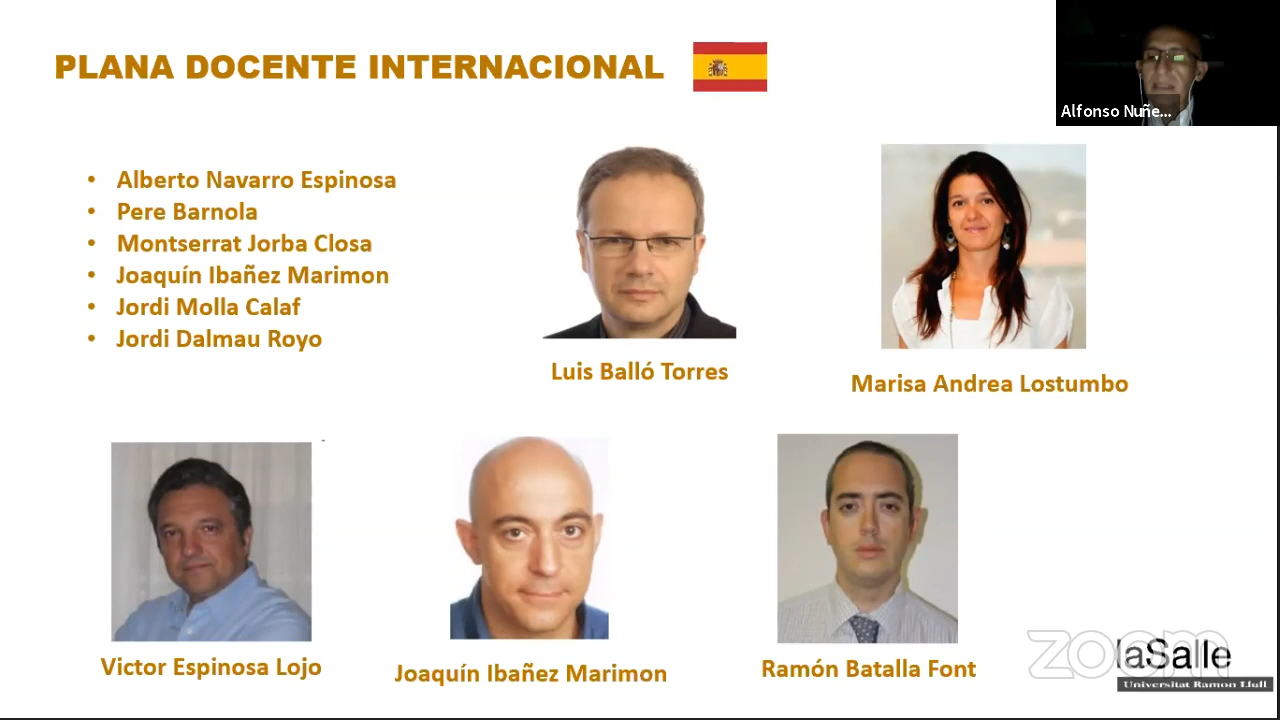 PLANA DOCENTE INTERNACIONAL
Alfonso Nuñe...
• Alberto Navarro Espinosa
• Pere Barnola
• Montserrat Jorba Closa
• Joaquín Ibañez Marimon
• Jordi Molla Calaf
• Jordi Dalmau Royo
Luis Balló Torres
Marisa Andrea Lostumbo
Victor Espinosa Lojo
Joaquín Ibañez Marimon
Ramón Batalla Font
zoom
laSalle
Universitat Ramon Llull